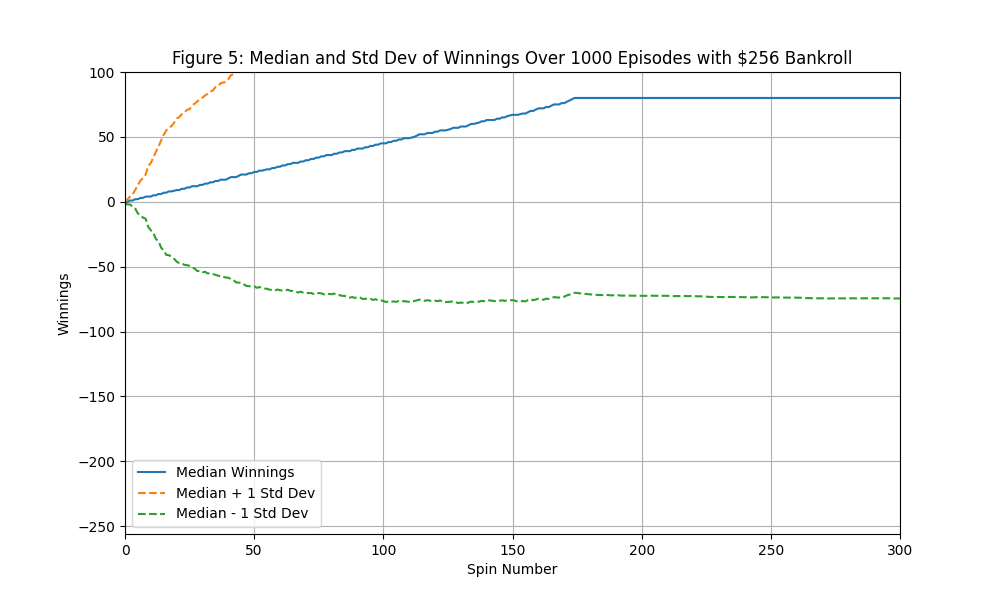 Figure 5: Median and Std Dev of Winnings Over 1000 Episodes with $256 Bankroll
100
50
0
−50
−100
−150
−200
−250
Winnings
Median Winnings
Median + 1 Std Dev
Median - 1 Std Dev
0 50 100 150 200 250 300
Spin Number